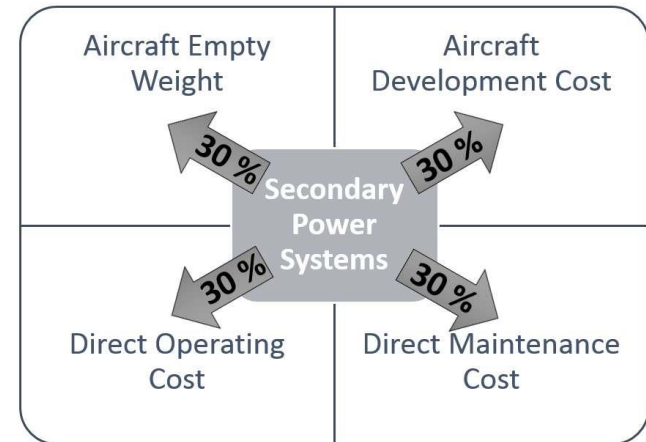 Aircraft Empty
Weight
Aircraft
Development Cost
30 %
30 %
Secondary
Power
Systems
30 %
30 %
Direct Operating
Cost
Direct Maintenance
Cost